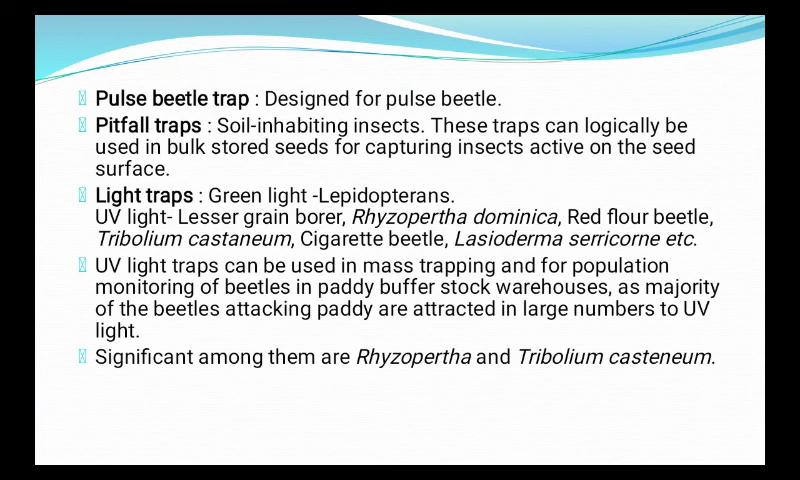 Pulse beetle trap : Designed for pulse beetle.
Pitfall traps : Soil-inhabiting insects. These traps can logically be
used in bulk stored seeds for capturing insects active on the seed
surface.
Light traps : Green light -Lepidopterans.
UV light- Lesser grain borer, Rhyzopertha dominica, Red flour beetle,
Tribolium castaneum, Cigarette beetle, Lasioderma serricorne etc.
UV light traps can be used in mass trapping and for population
monitoring of beetles in paddy buffer stock warehouses, as majority
of the beetles attacking paddy are attracted in large numbers to UV
light.
Significant among them are Rhyzopertha and Tribolium casteneum.